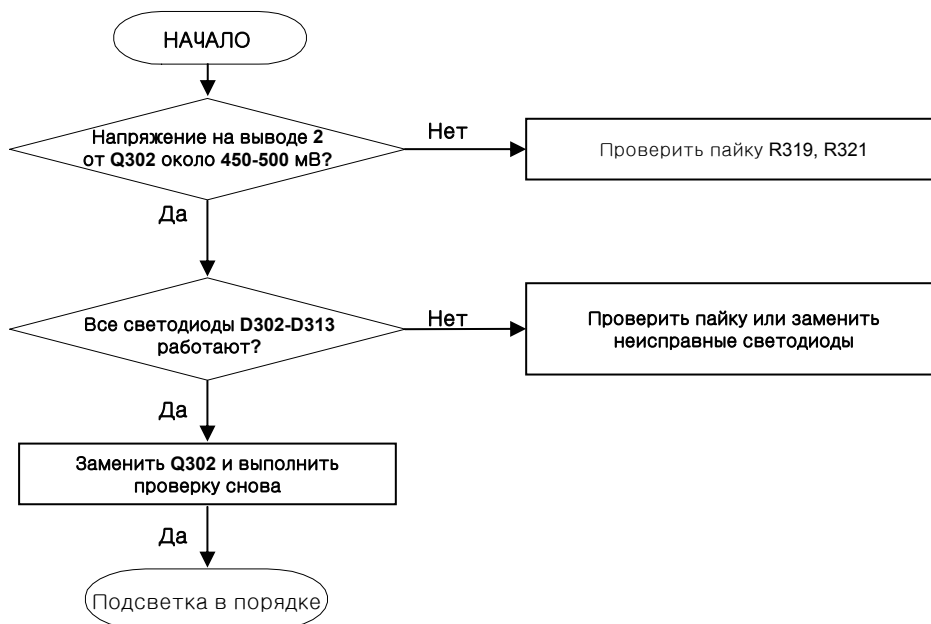 НАЧАЛО
Напряжение на выводе 2
от Q302 около 450-500 мВ?
Нет
Проверить пайку R319, R321
Да
Все светодиоды D302-D313
работают?
Нет
Проверить пайку или заменить
неисправные светодиоды
Да
Заменить Q302 и выполнить
проверку снова
Да
Подсветка в порядке